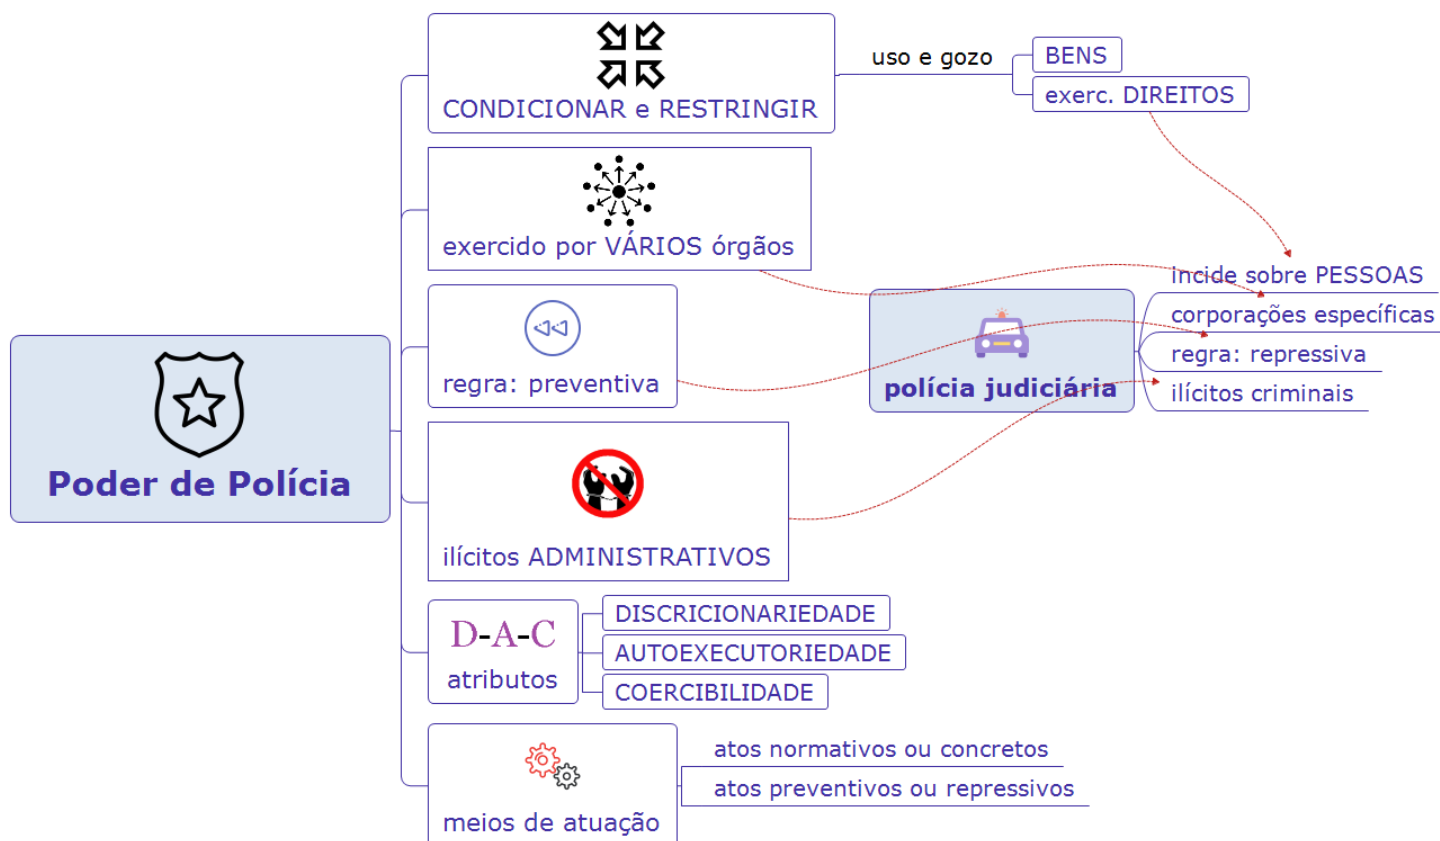 Poder de Polícia
CONDICIONAR e RESTRINGIR
uso e gozo
BENS
exerc. DIREITOS
exercido por VÁRIOS órgãos
regra: preventiva
ilícitos ADMINISTRATIVOS
polícia judiciária
incide sobre PESSOAS
corporações específicas
regra: repressiva
ilícitos criminais
D-A-C
atributos
DISCRICIONARIEDADE
AUTOEXECUTORIEDADE
COERCIBILIDADE
meios de atuação
atos normativos ou concretos
atos preventivos ou repressivos